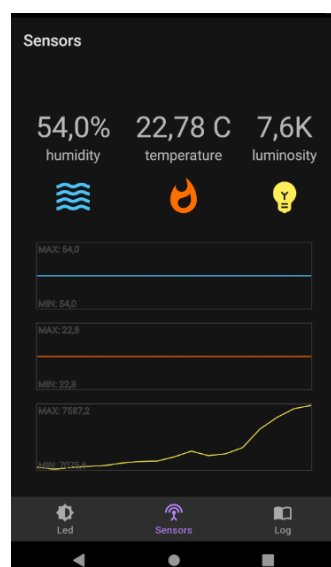 Sensors
54,0% 22,78 C 7,6K
humidity temperature luminosity
MAX: 54,0
MIN: 54,0
MAX: 22,8
MIN: 22,8
MAX: 7587,2
Led Sensors Log